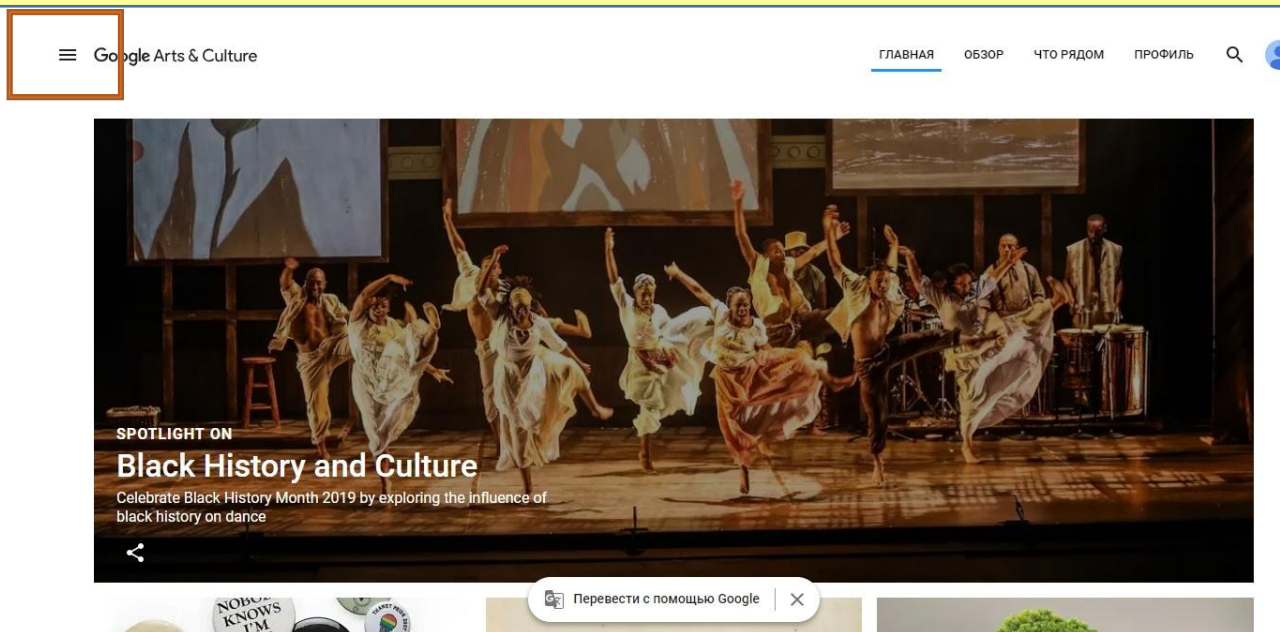 Google Arts & Culture
ГЛАВНАЯ ОБЗОР ЧТО РЯДОМ ПРОФИЛЬ
SPOTLIGHT ON
Black History and Culture
Celebrate Black History Month 2019 by exploring the influence of
black history on dance
Перевести с помощью Google
NOBODY
KNOWS
I'M